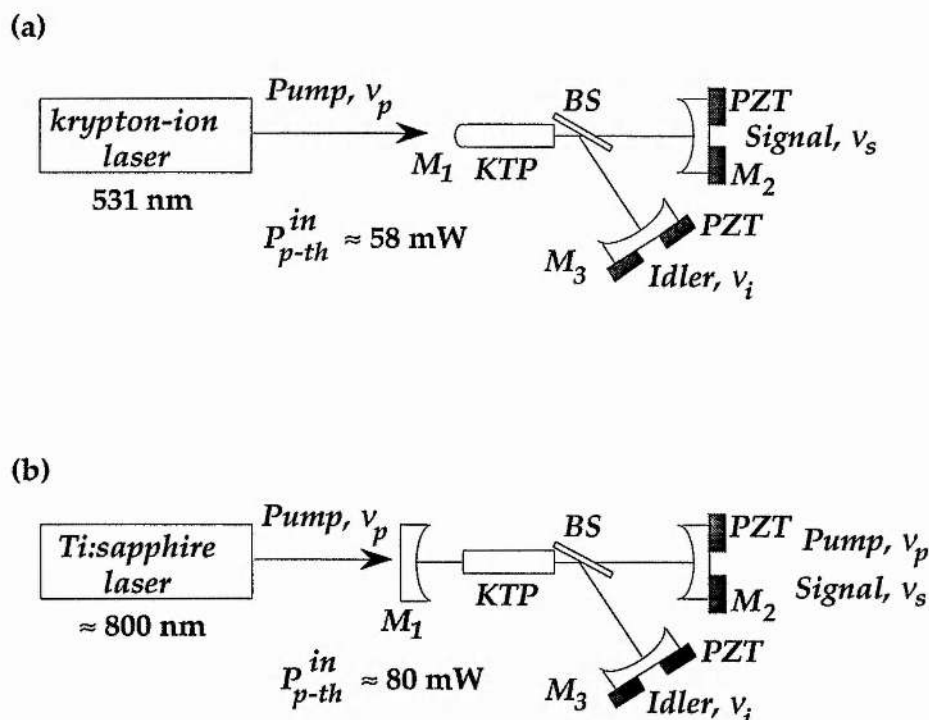 (a)
Pump, νp
krypton-ion
laser
531 nm
M1
KTP
BS
PZT
Signal, νs
M2
P in p-th ≈ 58 mW
PZT
M3
Idler, νi
(b)
Pump, νp
Ti:sapphire
laser
≈ 800 nm
M1
KTP
BS
PZT
Pump, νp
Signal, νs
M2
P in p-th ≈ 80 mW
PZT
M3
Idler, νi